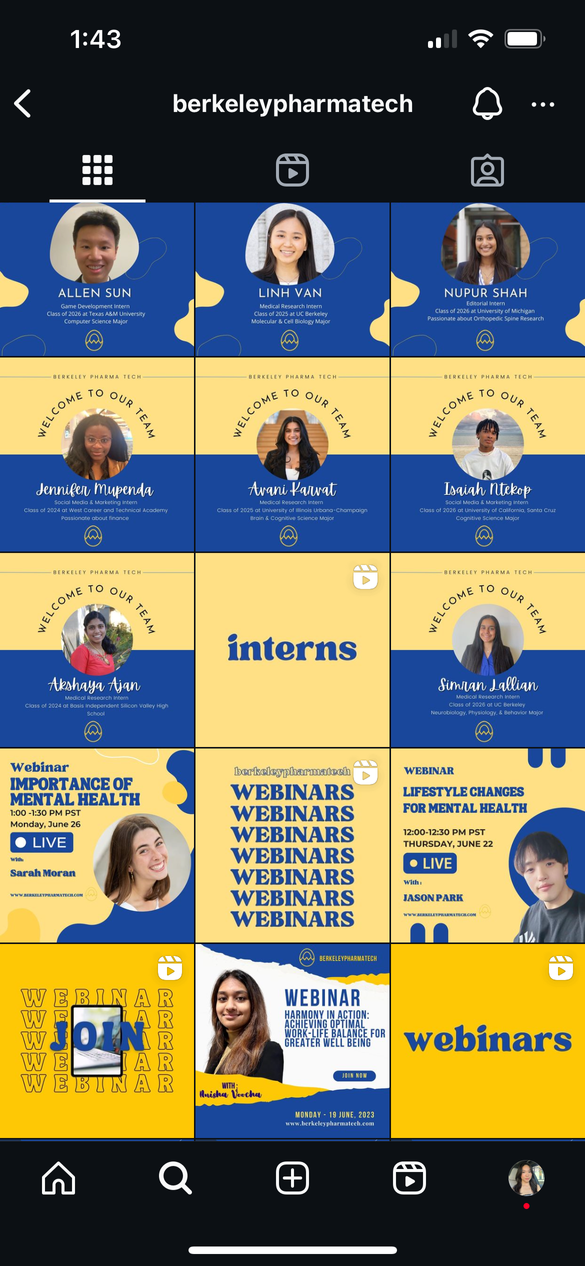 1:43
berkeleypharmatech
ALLEN SUN
Game Development Intern
Class of 2026 at Texas A&M University
Computer Science Major
LINH VAN
Medical Research Intern
Class of 2025 at UC Berkeley
Molecular & Cell Biology Major
NUPUR SHAH
Editorial Intern
Class of 2026 at University of Michigan
Passionate about Orthopedic Spine Research
BERKELEY PHARMA TECH
WELCOME TO OUR TEAM
Jennifer Mupenda
Social Media & Marketing Intern
Class of 2024 at West Career and Technical Academy
Passionate about finance
BERKELEY PHARMA TECH
WELCOME TO OUR TEAM
Avani Karvat
Medical Research Intern
Class of 2025 at University of Illinois Urbana-Champaign
Brain & Cognitive Science Major
BERKELEY PHARMA TECH
WELCOME TO OUR TEAM
Isaiah Ntekop
Social Media & Marketing Intern
Class of 2026 at University of California, Santa Cruz
Cognitive Science Major
BERKELEY PHARMA TECH
WELCOME TO OUR TEAM
Akshaya Ajan
Medical Research Intern
Class of 2024 at Basis Independent Silicon Valley High
School
interns
BERKELEY PHARMA TECH
WELCOME TO OUR TEAM
Simran Lallian
Medical Research Intern
Class of 2026 at UC Berkeley
Neurobiology, Physiology, & Behavior Major
Webinar
IMPORTANCE OF
MENTAL HEALTH
1:00 -1:30 PM PST
Monday, June 26
LIVE
With:
Sarah Moran
WWW.BERKELEYPHARMATECH.COM
berkeleypharmatech
WEBINARS
WEBINARS
WEBINARS
WEBINARS
WEBINARS
WEBINARS
WEBINARS
WEBINAR
LIFESTYLE CHANGES
FOR MENTAL HEALTH
12:00-12:30 PM PST
THURSDAY, JUNE 22
LIVE
With :
JASON PARK
WWW.BERKELEYPHARMATECH.COM
WEBINAR
WEBINAR
WEBINAR
WEBINAR
WEBINAR
JOIN
BERKELEYPHARMATECH
WEBINAR
HARMONY IN ACTION:
ACHIEVING OPTIMAL
WORK-LIFE BALANCE FOR
GREATER WELL BEING
JOIN NOW
WITH :
Anisha Veecha
MONDAY - 19 JUNE, 2023
www.berkeleypharmatech.com
webinars